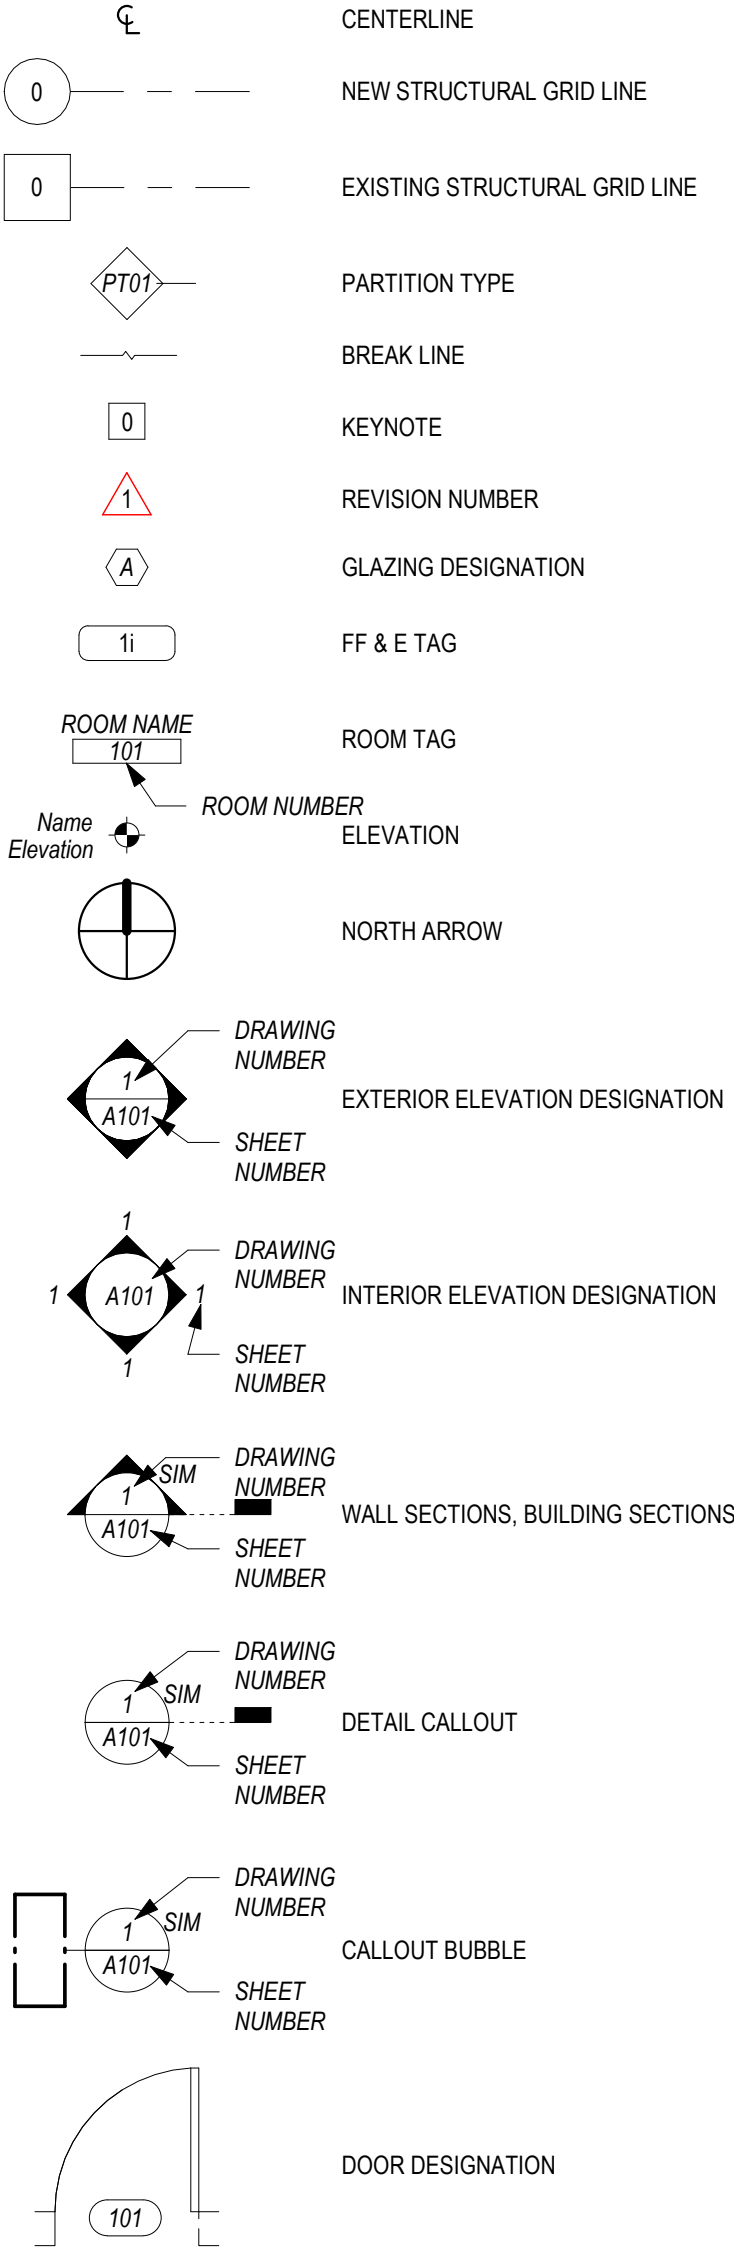 ℄ CENTERLINE
0 NEW STRUCTURAL GRID LINE
0 EXISTING STRUCTURAL GRID LINE
PT01 PARTITION TYPE
BREAK LINE
0 KEYNOTE
1 REVISION NUMBER
A GLAZING DESIGNATION
1i FF & E TAG
ROOM NAME
101
ROOM TAG
ROOM NUMBER
Name
Elevation
ELEVATION
NORTH ARROW
DRAWING
NUMBER
1
A101
EXTERIOR ELEVATION DESIGNATION
SHEET
NUMBER
1
DRAWING
NUMBER
1 A101 1
INTERIOR ELEVATION DESIGNATION
1
SHEET
NUMBER
DRAWING
NUMBER
SIM
1
A101
WALL SECTIONS, BUILDING SECTIONS
SHEET
NUMBER
DRAWING
NUMBER
1 SIM
A101
DETAIL CALLOUT
SHEET
NUMBER
DRAWING
NUMBER
1 SIM
A101
CALLOUT BUBBLE
SHEET
NUMBER
DOOR DESIGNATION
101